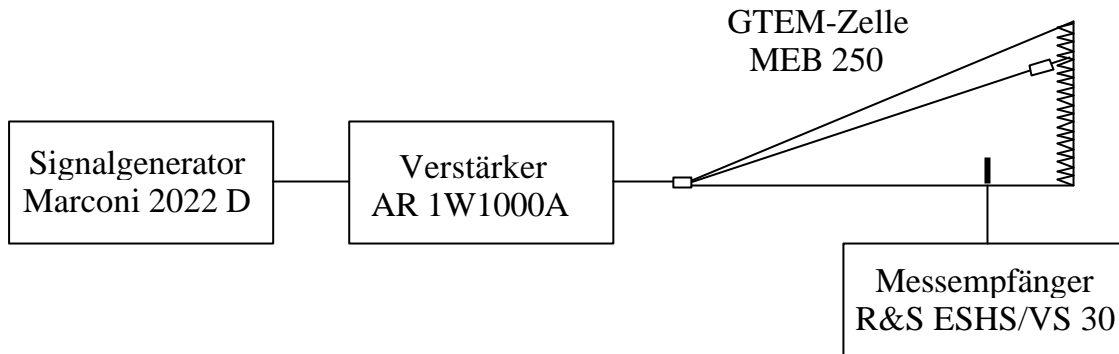 GTEM-Zelle
MEB 250
Signalgenerator
Marconi 2022 D
Verstärker
AR 1W1000A
Messempfänger
R&S ESHS/VS 30